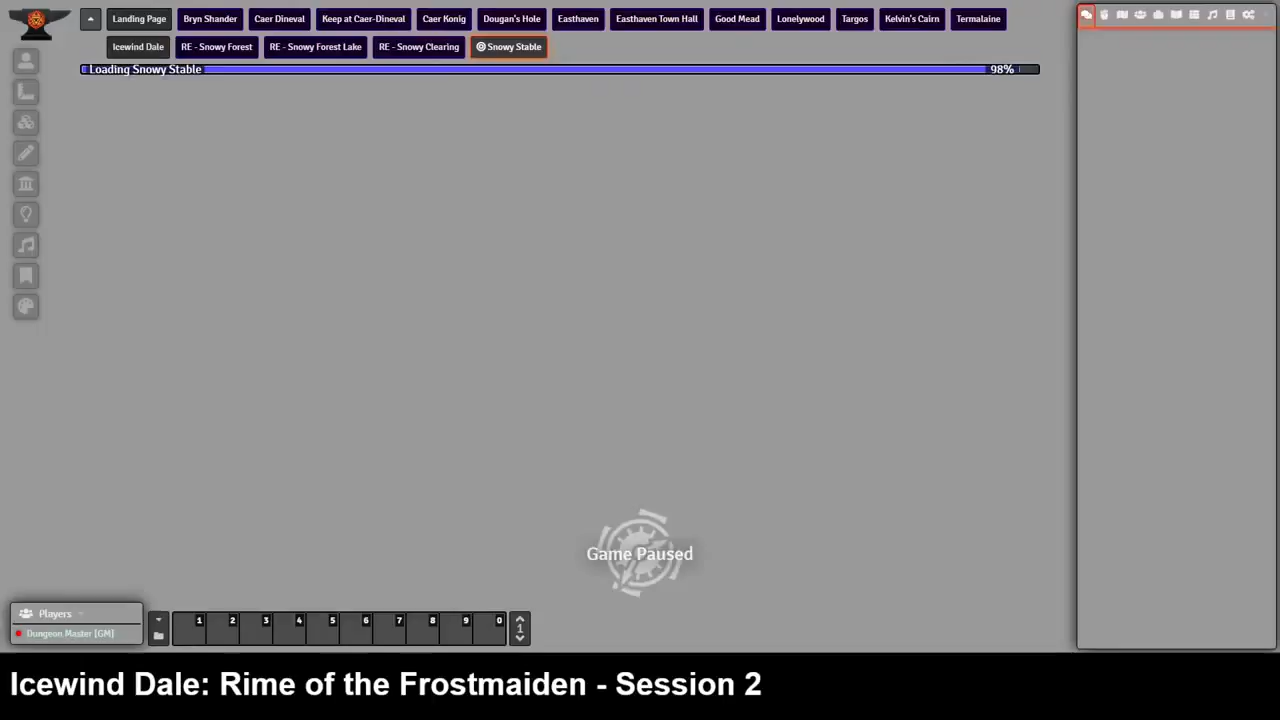 Landing Page Bryn Shander Caer Dineval Keep at Caer-Dineval Caer Konig Dougan's Hole Easthaven Easthaven Town Hall Good Mead Lonelywood Targos Kelvin's Cairn Termalaine
Icewind Dale RE - Snowy Forest RE - Snowy Forest Lake RE - Snowy Clearing Snowy Stable
Loading Snowy Stable 98%
Game Paused
Players
Dungeon Master [GM]
1 2 3 4 5 6 7 8 9 0
1
Icewind Dale: Rime of the Frostmaiden - Session 2